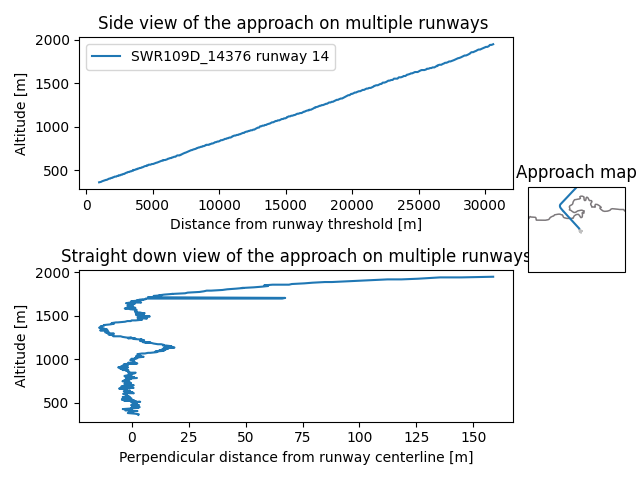 Side view of the approach on multiple runways
2000
1500
1000
500
Altitude [m]
SWR109D_14376 runway 14
0
5000
10000
15000
20000
25000
30000
Distance from runway threshold [m]
Approach map
Straight down view of the approach on multiple runways
2000
1500
1000
500
Altitude [m]
0
25
50
75
100
125
150
Perpendicular distance from runway centerline [m]